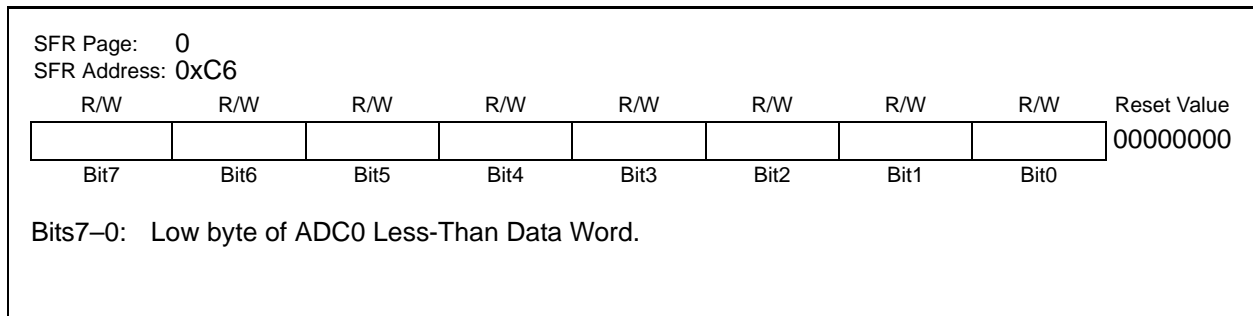 SFR Page: 0
SFR Address: 0xC6
R/W R/W R/W R/W R/W R/W R/W R/W Reset Value
00000000
Bit7 Bit6 Bit5 Bit4 Bit3 Bit2 Bit1 Bit0
Bits7–0: Low byte of ADC0 Less-Than Data Word.